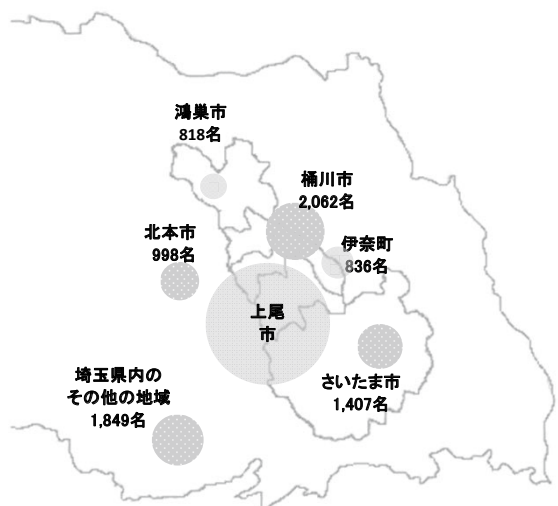 鴻巣市
818名
桶川市
2,062名
北本市
998名
伊奈町
836名
上尾
市
埼玉県内の
その他の地域
1,849名
さいたま市
1,407名